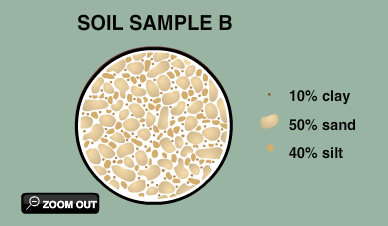 SOIL SAMPLE B
10% clay
50% sand
40% silt
ZOOM OUT